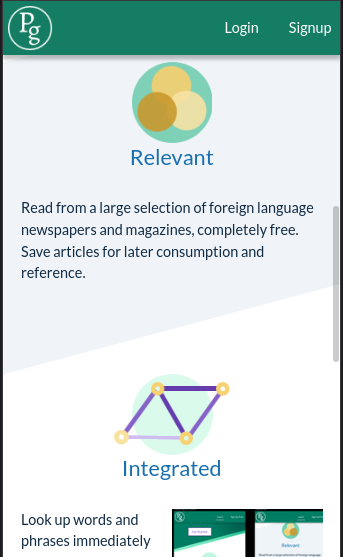 Pg
Login Signup
Relevant
Read from a large selection of foreign language
newspapers and magazines, completely free.
Save articles for later consumption and
reference.
Integrated
Look up words and
phrases immediately
Relevant